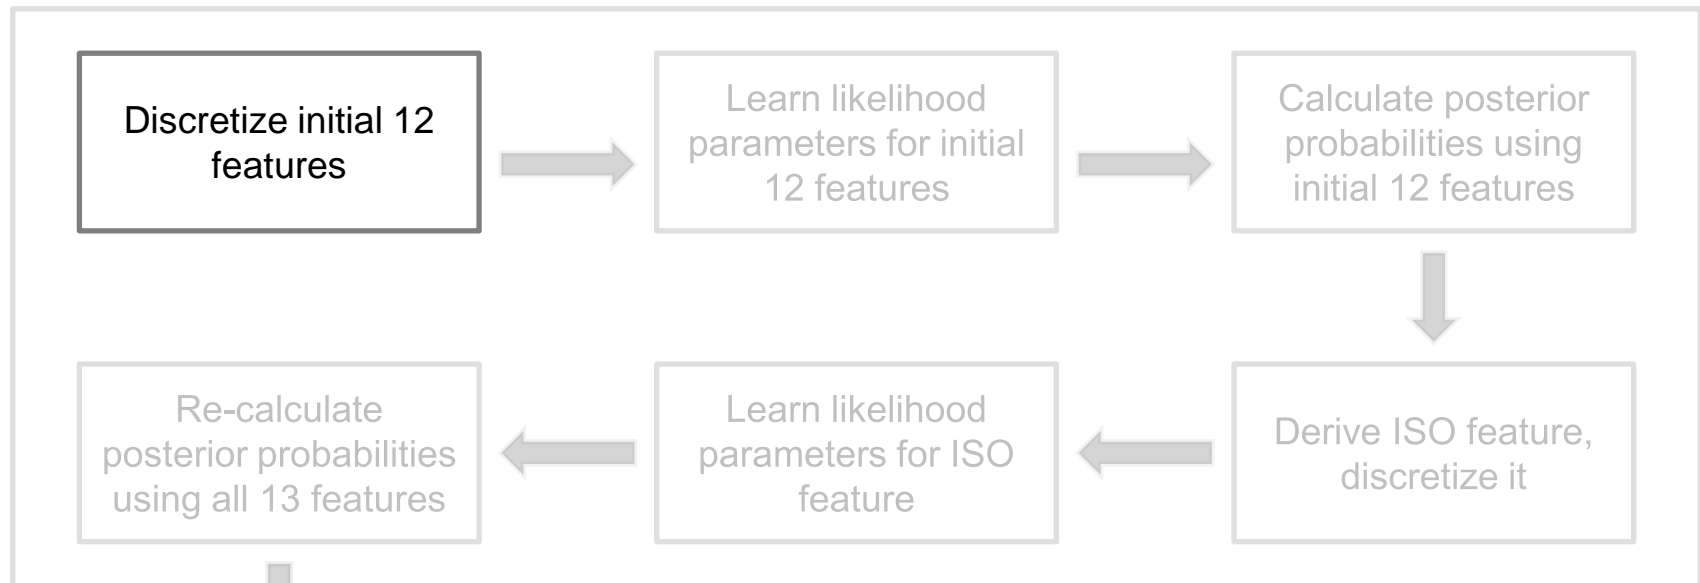 Discretize initial 12
features
Learn likelihood
parameters for initial
12 features
Calculate posterior
probabilities using
initial 12 features
Derive ISO feature,
discretize it
Learn likelihood
parameters for ISO
feature
Re-calculate
posterior probabilities
using all 13 features